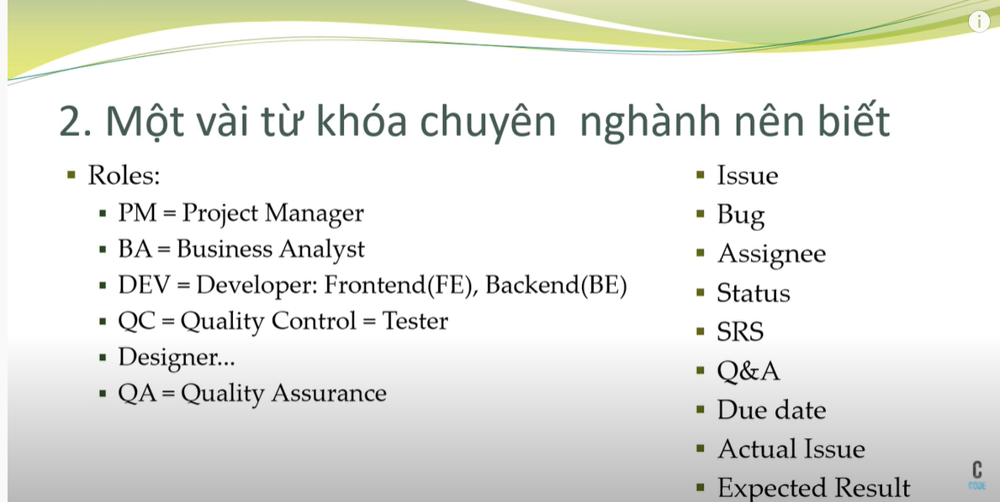 2. Một vài từ khóa chuyên nghành nên biết
Roles:
PM = Project Manager
BA = Business Analyst
DEV = Developer: Frontend(FE), Backend(BE)
QC = Quality Control = Tester
Designer...
QA = Quality Assurance
Issue
Bug
Assignee
Status
SRS
Q&A
Due date
Actual Issue
Expected Result
i
C
CODE